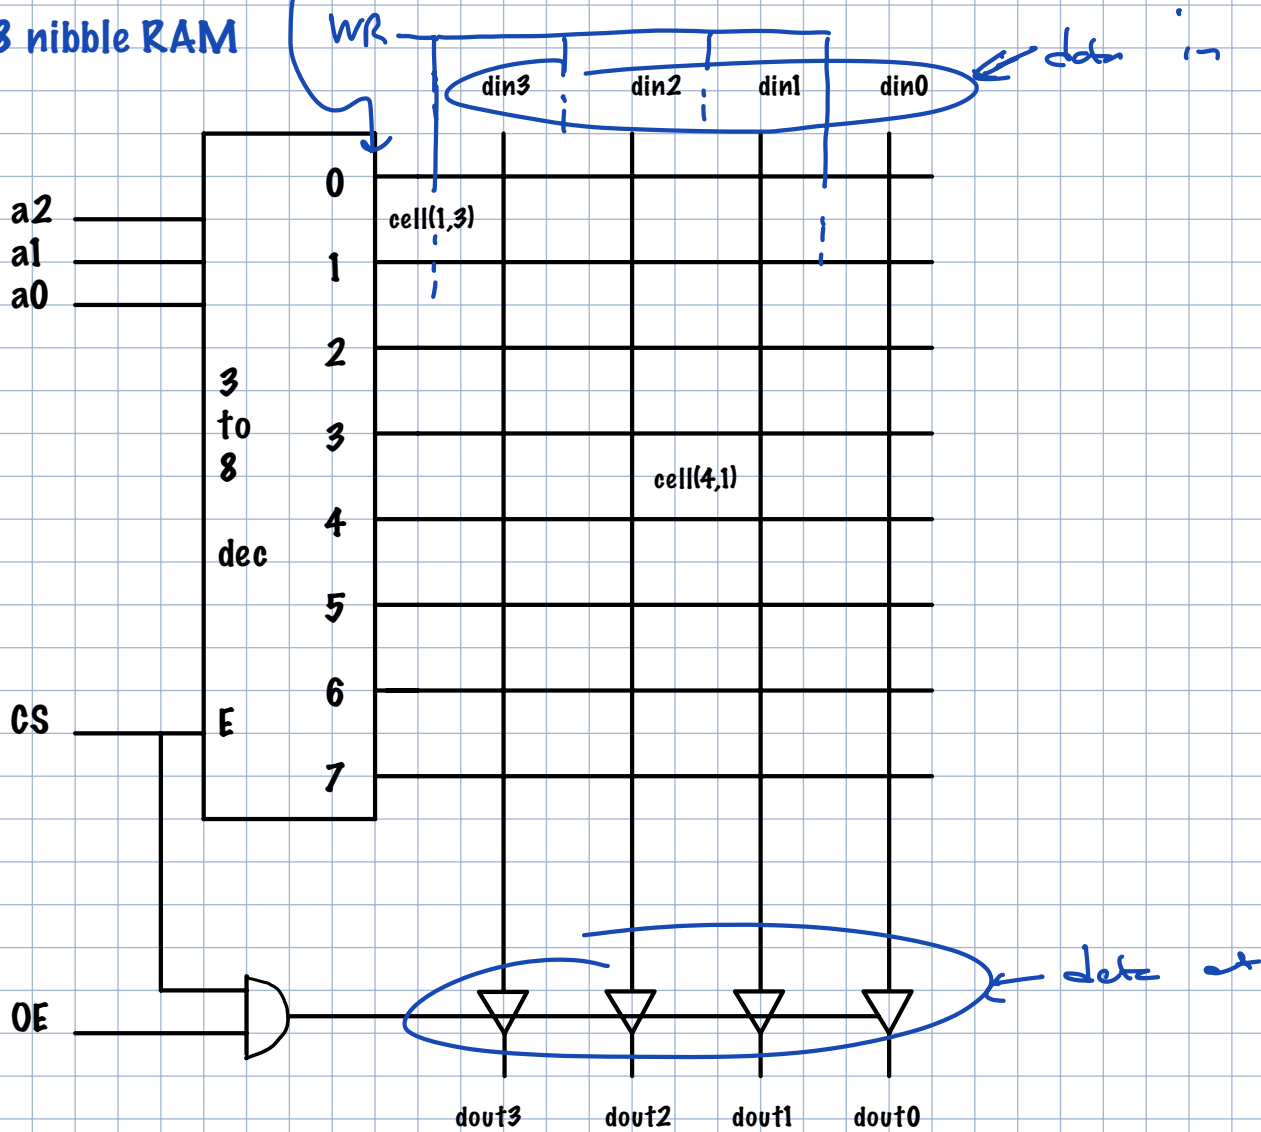 8 nibble RAM
WR
data in
din3 din2 din1 din0
0
a2
cell(1,3)
a1
1
a0
2
3
to
8
dec
3
cell(4,1)
4
5
6
CS
E
7
data out
OE
dout3 dout2 dout1 dout0